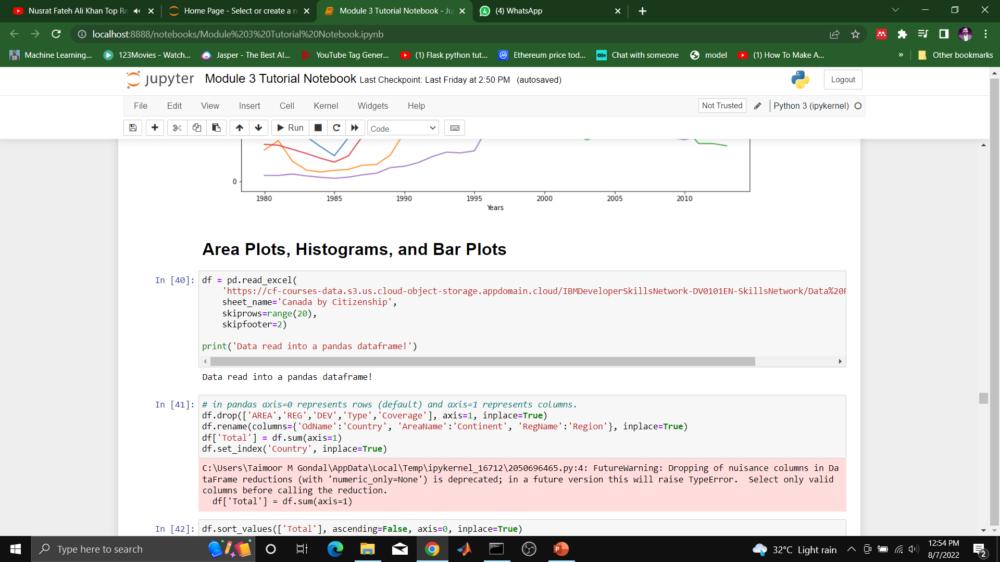 Nusrat Fateh Ali Khan Top Re
Home Page - Select or create a n
Module 3 Tutorial Notebook - Ju
(4) WhatsApp
localhost:8888/notebooks/Module%203%20Tutorial%20Notebook.ipynb
Machine Learning...
123Movies - Watch...
Jasper - The Best AI...
YouTube Tag Gener...
(1) Flask python tut...
Ethereum price tod...
Chat with someone
model
(1) How To Make A...
»
Other bookmarks
jupyter Module 3 Tutorial Notebook Last Checkpoint: Last Friday at 2:50 PM (autosaved)
Logout
File Edit View Insert Cell Kernel Widgets Help
Not Trusted
Python 3 (ipykernel)
Run
Code
0
1980 1985 1990 1995 2000 2005 2010
Years
Area Plots, Histograms, and Bar Plots
In [40]: df = pd.read_excel(
'https://cf-courses-data.s3.us.cloud-object-storage.appdomain.cloud/IBMDeveloperSkillsNetwork-DV0101EN-SkillsNetwork/Data%20F
sheet_name='Canada by Citizenship',
skiprows=range(20),
skipfooter=2)
print('Data read into a pandas dataframe!')
Data read into a pandas dataframe!
In [41]: # in pandas axis=0 represents rows (default) and axis=1 represents columns.
df.drop(['AREA','REG','DEV','Type','Coverage'], axis=1, inplace=True)
df.rename(columns={'OdName':'Country', 'AreaName':'Continent', 'RegName':'Region'}, inplace=True)
df['Total'] = df.sum(axis=1)
df.set_index('Country', inplace=True)
C:\Users\Taimoor M Gondal\AppData\Local\Temp\ipykernel_16712\2050696465.py:4: FutureWarning: Dropping of nuisance columns in Da
taFrame reductions (with 'numeric_only=None') is deprecated; in a future version this will raise TypeError.  Select only valid
columns before calling the reduction.
df['Total'] = df.sum(axis=1)
In [42]: df.sort_values(['Total'], ascending=False, axis=0, inplace=True)
Type here to search
32°C Light rain
12:54 PM
8/7/2022
2